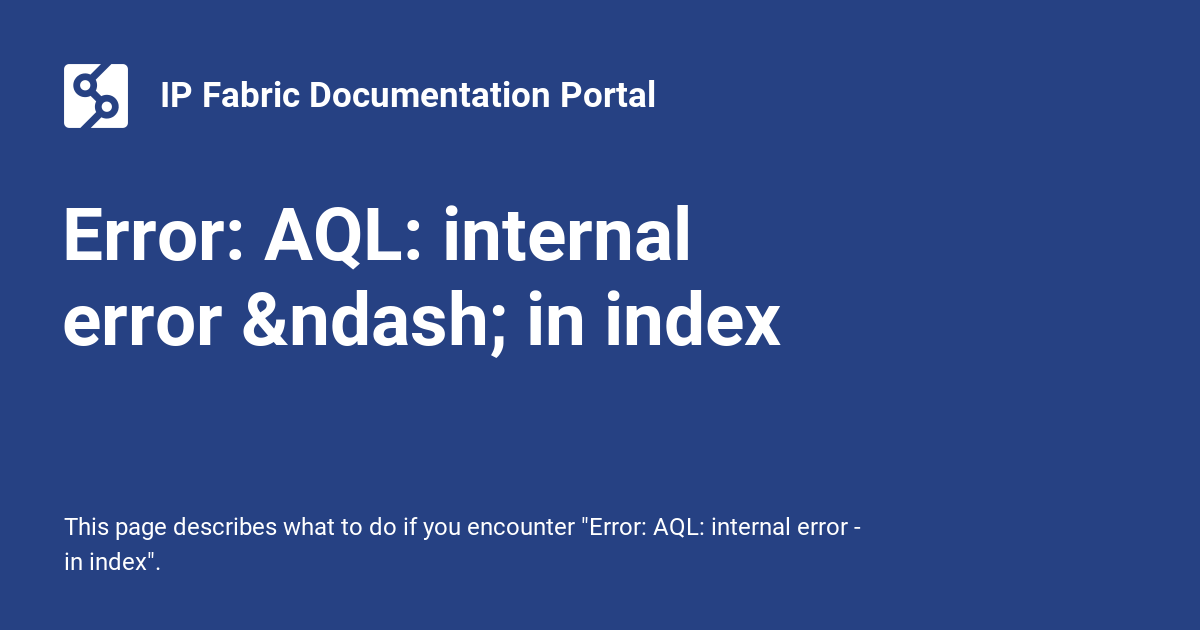 IP Fabric Documentation Portal
Error: AQL: internal
error &ndash; in index
This page describes what to do if you encounter "Error: AQL: internal error -
in index".